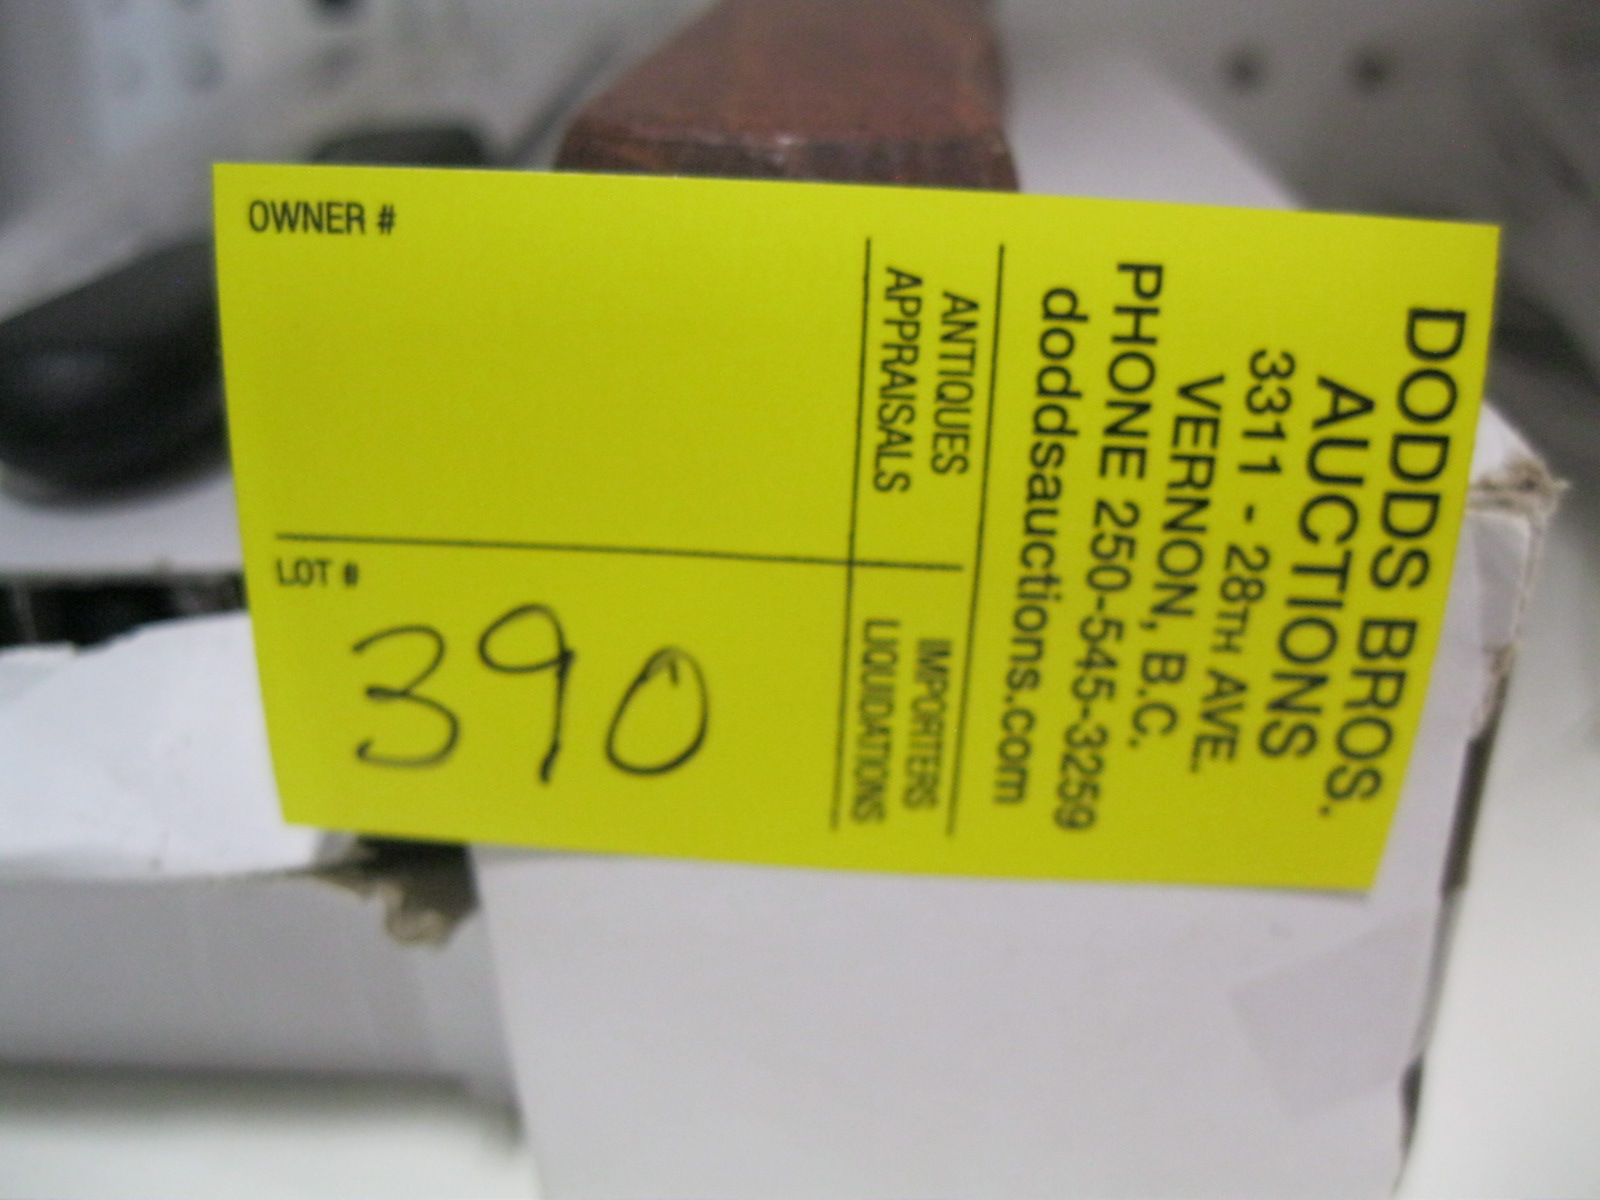 DODDS BROS.
AUCTIONS
3311 - 28TH AVE.
VERNON, B.C.
PHONE 250-545-3259
doddsauctions.com
ANTIQUES
APPRAISALS
IMPORTERS
LIQUIDATIONS
OWNER #
LOT #
390